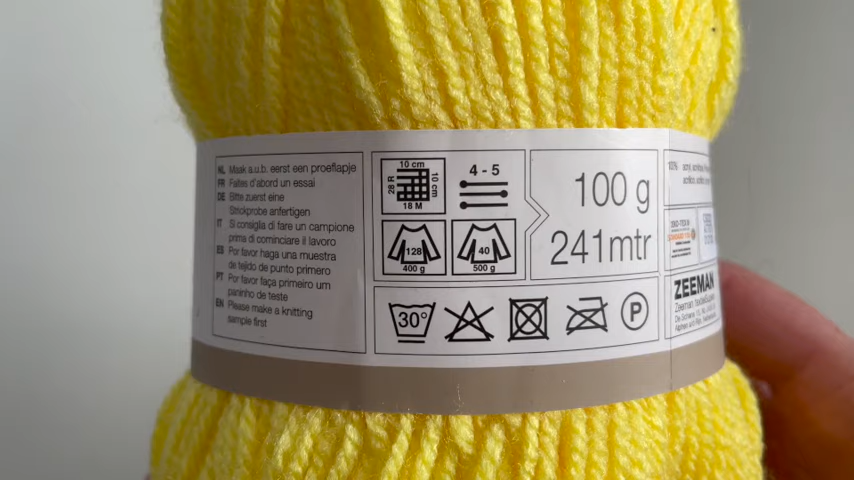 NL Maak a.u.b. eerst een proeflapje
FR Faites d'abord un essai
DE Bitte zuerst eine
Strickprobe anfertigen
IT Si consiglia di fare un campione
prima di cominciare il lavoro
ES Por favor haga una muestra
de tejido de punto primero
PT Por favor faça primeiro um
paninho de teste
EN Please make a knitting
sample first
10 cm
28 R
10 cm
18 M
4 - 5
128
400 g
40
500 g
100 g
241mtr
30°
P
100%
ZEEMAN
Zeeman textielSupers